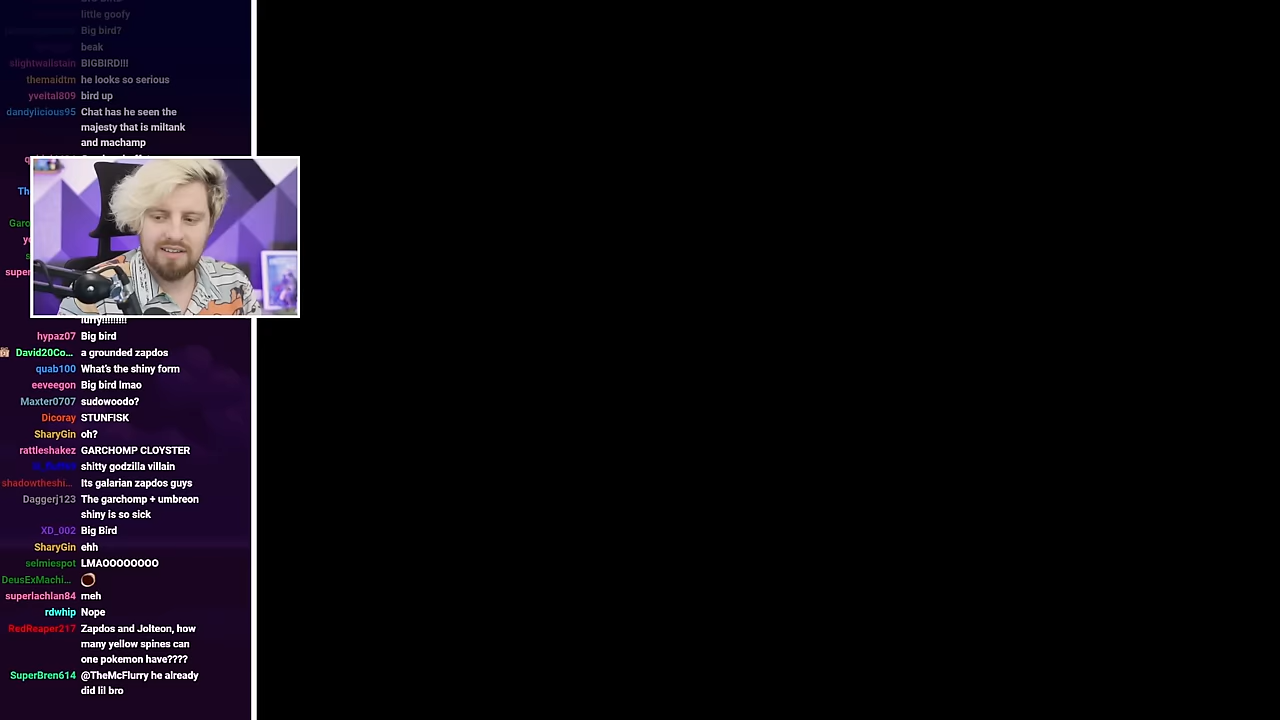 little goofy
Big bird?
beak
slightwallstain BIGBIRD!!!
themaidtm he looks so serious
yveltal809 bird up
dandylicious95 Chat has he seen the
majesty that is miltank
and machamp
Th
Garc
super
luffy!!!!!!!!!
hypaz07 Big bird
David20Co... a grounded zapdos
quab100 What's the shiny form
eeveegon Big bird lmao
Maxter0707 sudowoodo?
Dicoray STUNFISK
SharyGin oh?
rattleshakez GARCHOMP CLOYSTER
shitty godzilla villain
shadowtheshi... Its galarian zapdos guys
Daggerj123 The garchomp + umbreon
shiny is so sick
XD_002 Big Bird
SharyGin ehh
selmiespot LMAOOOOOOOO
DeusExMachi...
superlachlan84 meh
rdwhip Nope
RedReaper217 Zapdos and Jolteon, how
many yellow spines can
one pokemon have????
SuperBren614 @TheMcFlurry he already
did lil bro